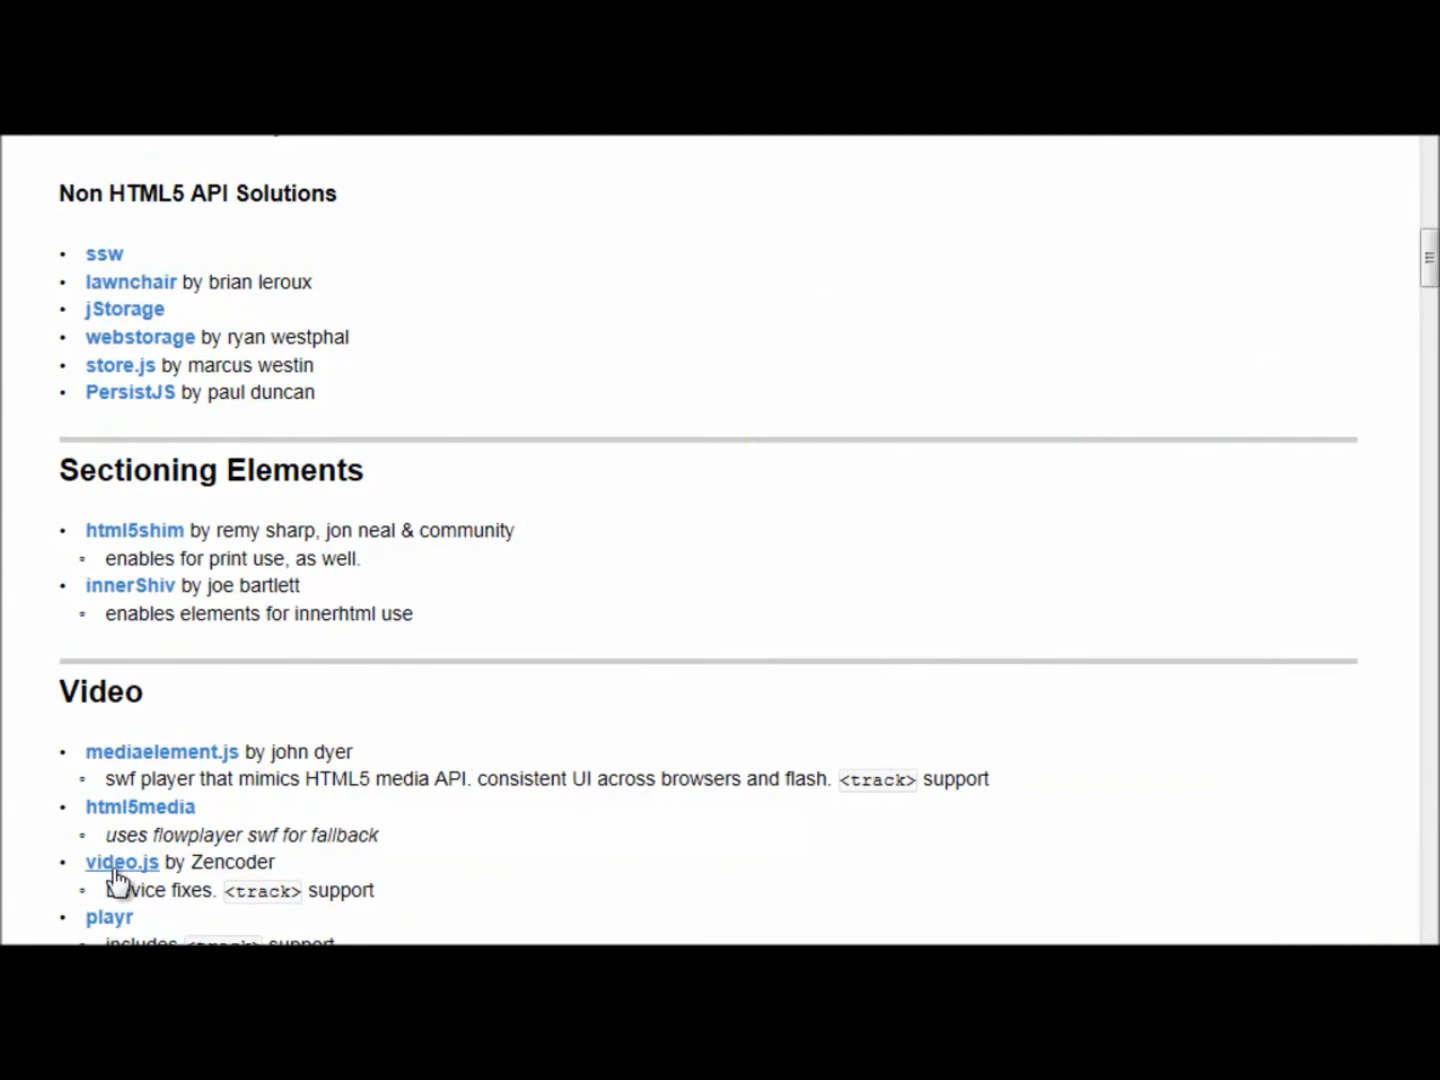 Non HTML5 API Solutions
• ssw
• lawnchair by brian leroux
• jStorage
• webstorage by ryan westphal
• store.js by marcus westin
• PersistJS by paul duncan
Sectioning Elements
• html5shim by remy sharp, jon neal & community
◦ enables for print use, as well.
• innerShiv by joe bartlett
◦ enables elements for innerhtml use
Video
• mediaelement.js by john dyer
◦ swf player that mimics HTML5 media API. consistent UI across browsers and flash. <track> support
• html5media
◦ uses flowplayer swf for fallback
• video.js by Zencoder
◦ fixes. <track> support
• playr
◦ includes <track> support